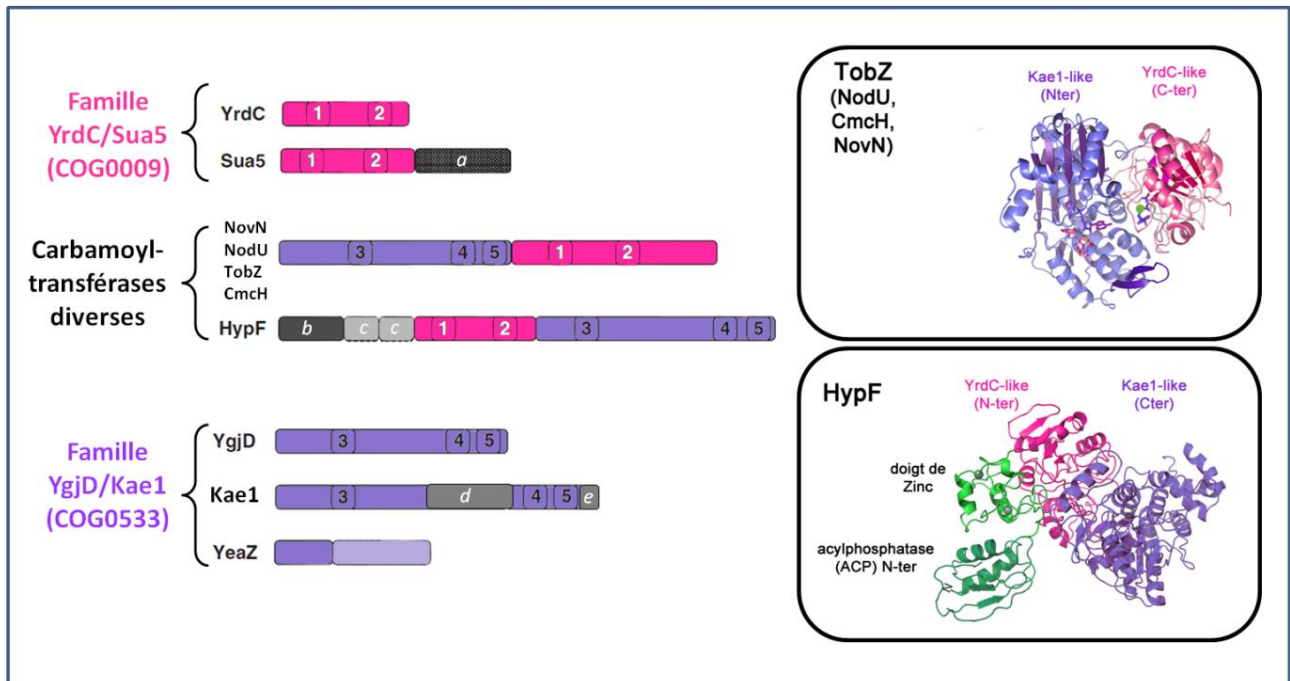 Famille
YrdC/Sua5
(COG0009)
YrdC
1 2
Sua5
1 2 a
Carbamoyl-
transférases
diverses
NovN
NodU
TobZ
CmcH
3 4 5 1 2
HypF
b c c 1 2 3 4 5
Famille
YgjD/Kae1
(COG0533)
YgjD
3 4 5
Kae1
3 d 4 5 e
YeaZ
TobZ
(NodU,
CmcH,
NovN)
Kae1-like
(Nter)
YrdC-like
(C-ter)
HypF
YrdC-like
(N-ter)
Kae1-like
(Cter)
doigt de
Zinc
acylphosphatase
(ACP) N-ter